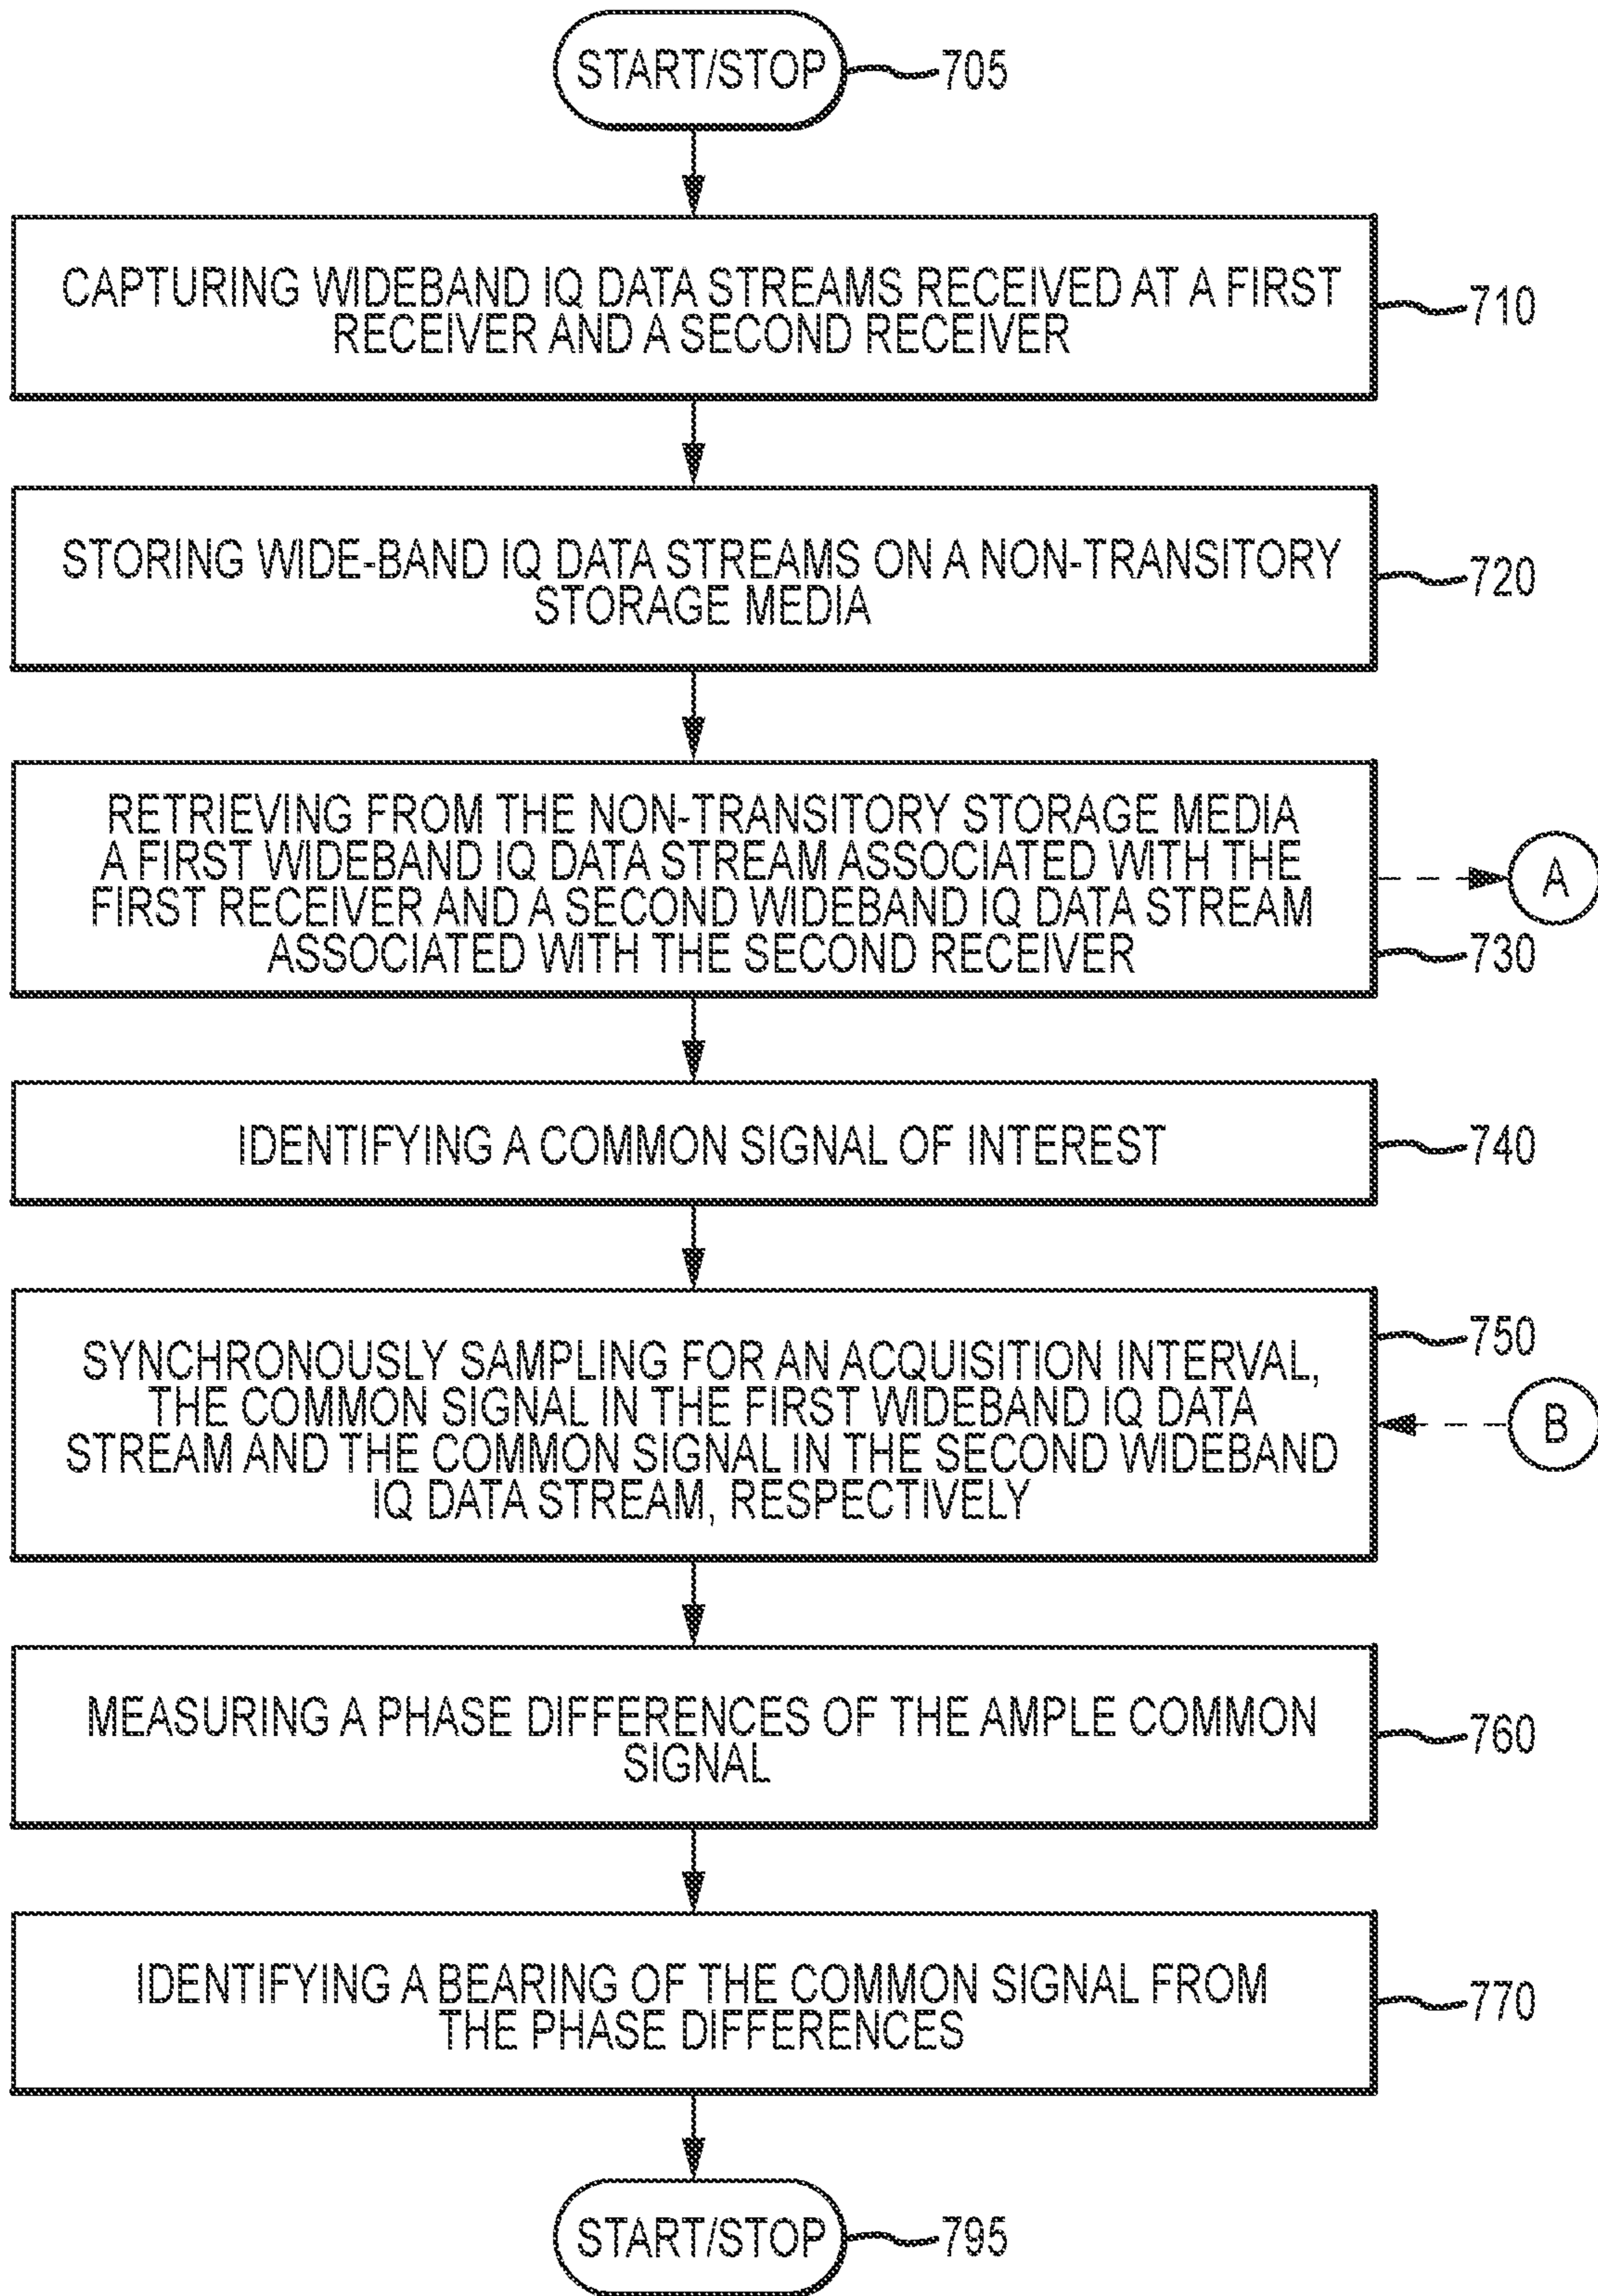 START/STOP
705
CAPTURING WIDEBAND IQ DATA STREAMS RECEIVED AT A FIRST
RECEIVER AND A SECOND RECEIVER
710
STORING WIDE-BAND IQ DATA STREAMS ON A NON-TRANSITORY
STORAGE MEDIA
720
RETRIEVING FROM THE NON-TRANSITORY STORAGE MEDIA
A FIRST WIDEBAND IQ DATA STREAM ASSOCIATED WITH THE
FIRST RECEIVER AND A SECOND WIDEBAND IQ DATA STREAM
ASSOCIATED WITH THE SECOND RECEIVER
A
730
IDENTIFYING A COMMON SIGNAL OF INTEREST
740
SYNCHRONOUSLY SAMPLING FOR AN ACQUISITION INTERVAL,
THE COMMON SIGNAL IN THE FIRST WIDEBAND IQ DATA
STREAM AND THE COMMON SIGNAL IN THE SECOND WIDEBAND
IQ DATA STREAM, RESPECTIVELY
750
B
MEASURING A PHASE DIFFERENCES OF THE AMPLE COMMON
SIGNAL
760
IDENTIFYING A BEARING OF THE COMMON SIGNAL FROM
THE PHASE DIFFERENCES
770
START/STOP
795